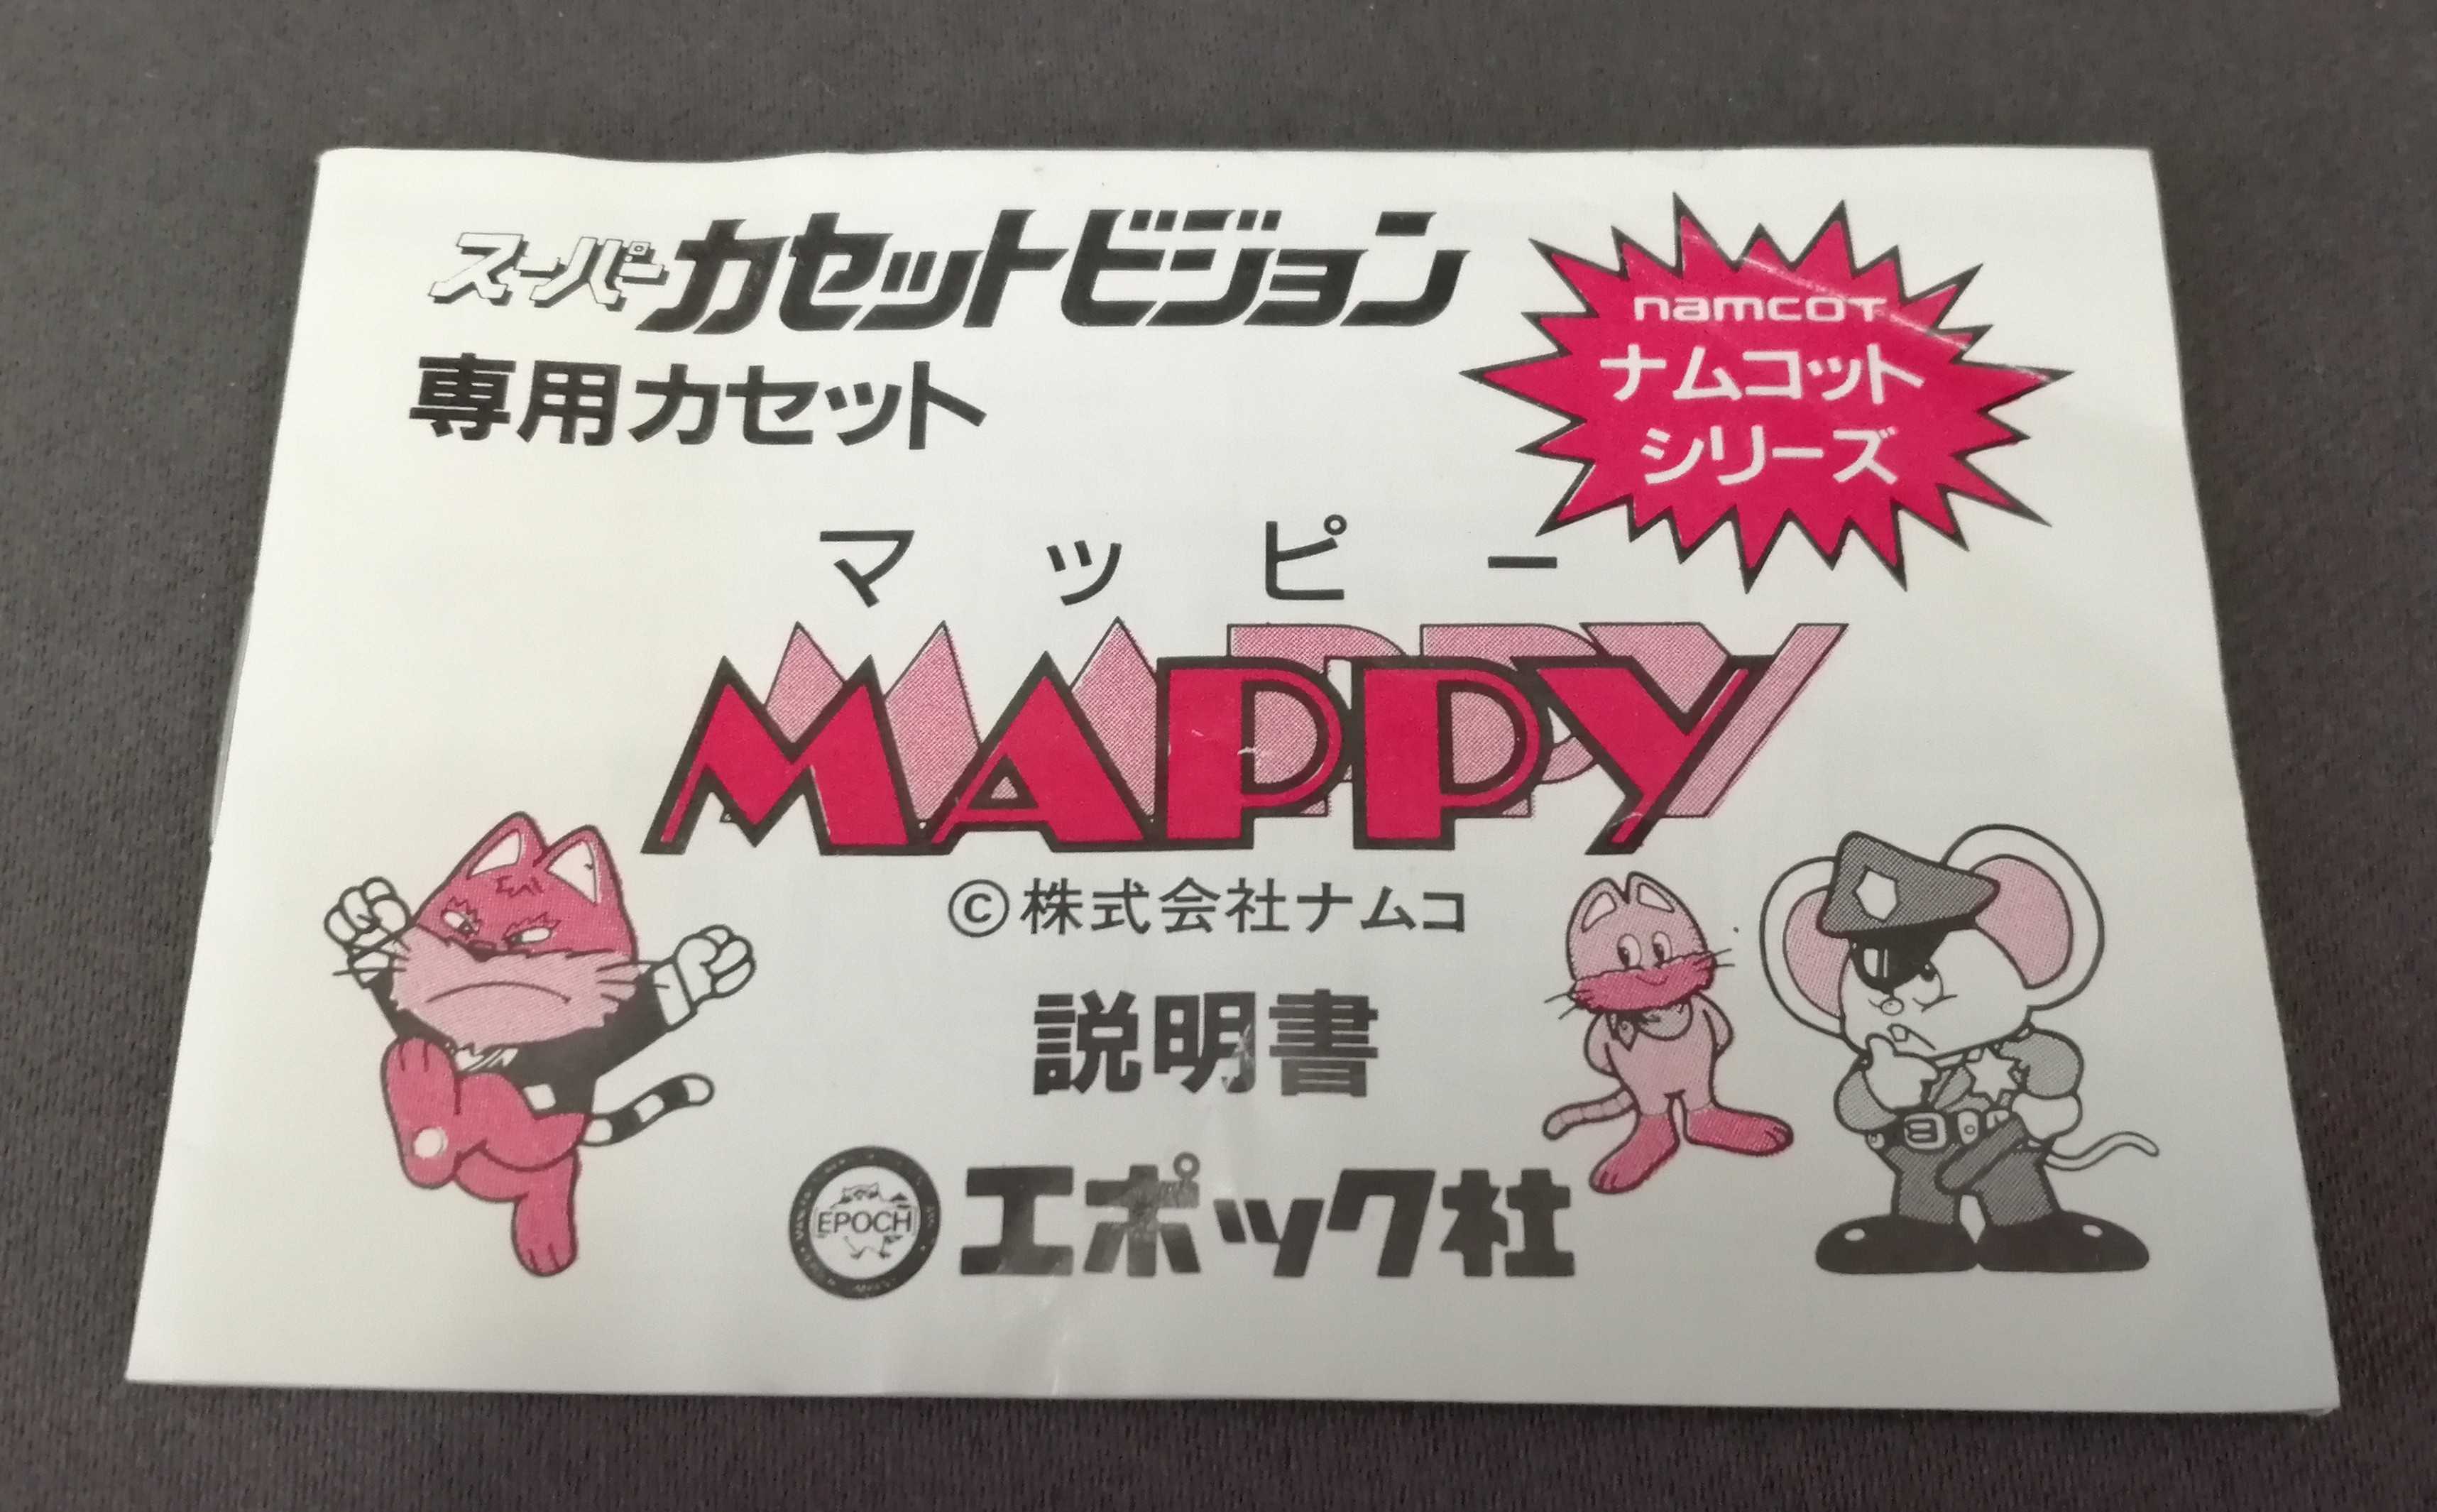 スーパーカセットビジョン
専用カセット
namcot
ナムコット
シリーズ
マッピー
MAPPY
©株式会社ナムコ
説明書
EPOCH
エポック社